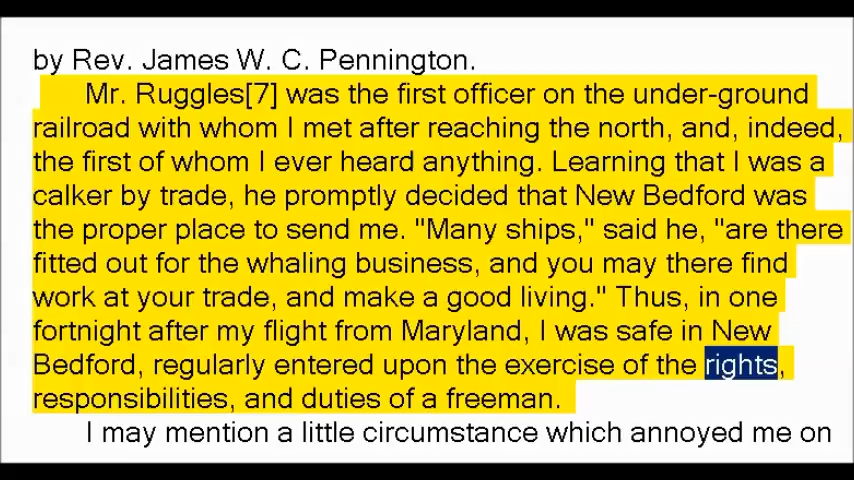 by Rev. James W. C. Pennington.
Mr. Ruggles[7] was the first officer on the under-ground
railroad with whom I met after reaching the north, and, indeed,
the first of whom I ever heard anything. Learning that I was a
calker by trade, he promptly decided that New Bedford was
the proper place to send me. "Many ships," said he, "are there
fitted out for the whaling business, and you may there find
work at your trade, and make a good living." Thus, in one
fortnight after my flight from Maryland, I was safe in New
Bedford, regularly entered upon the exercise of the rights,
responsibilities, and duties of a freeman.
I may mention a little circumstance which annoyed me on